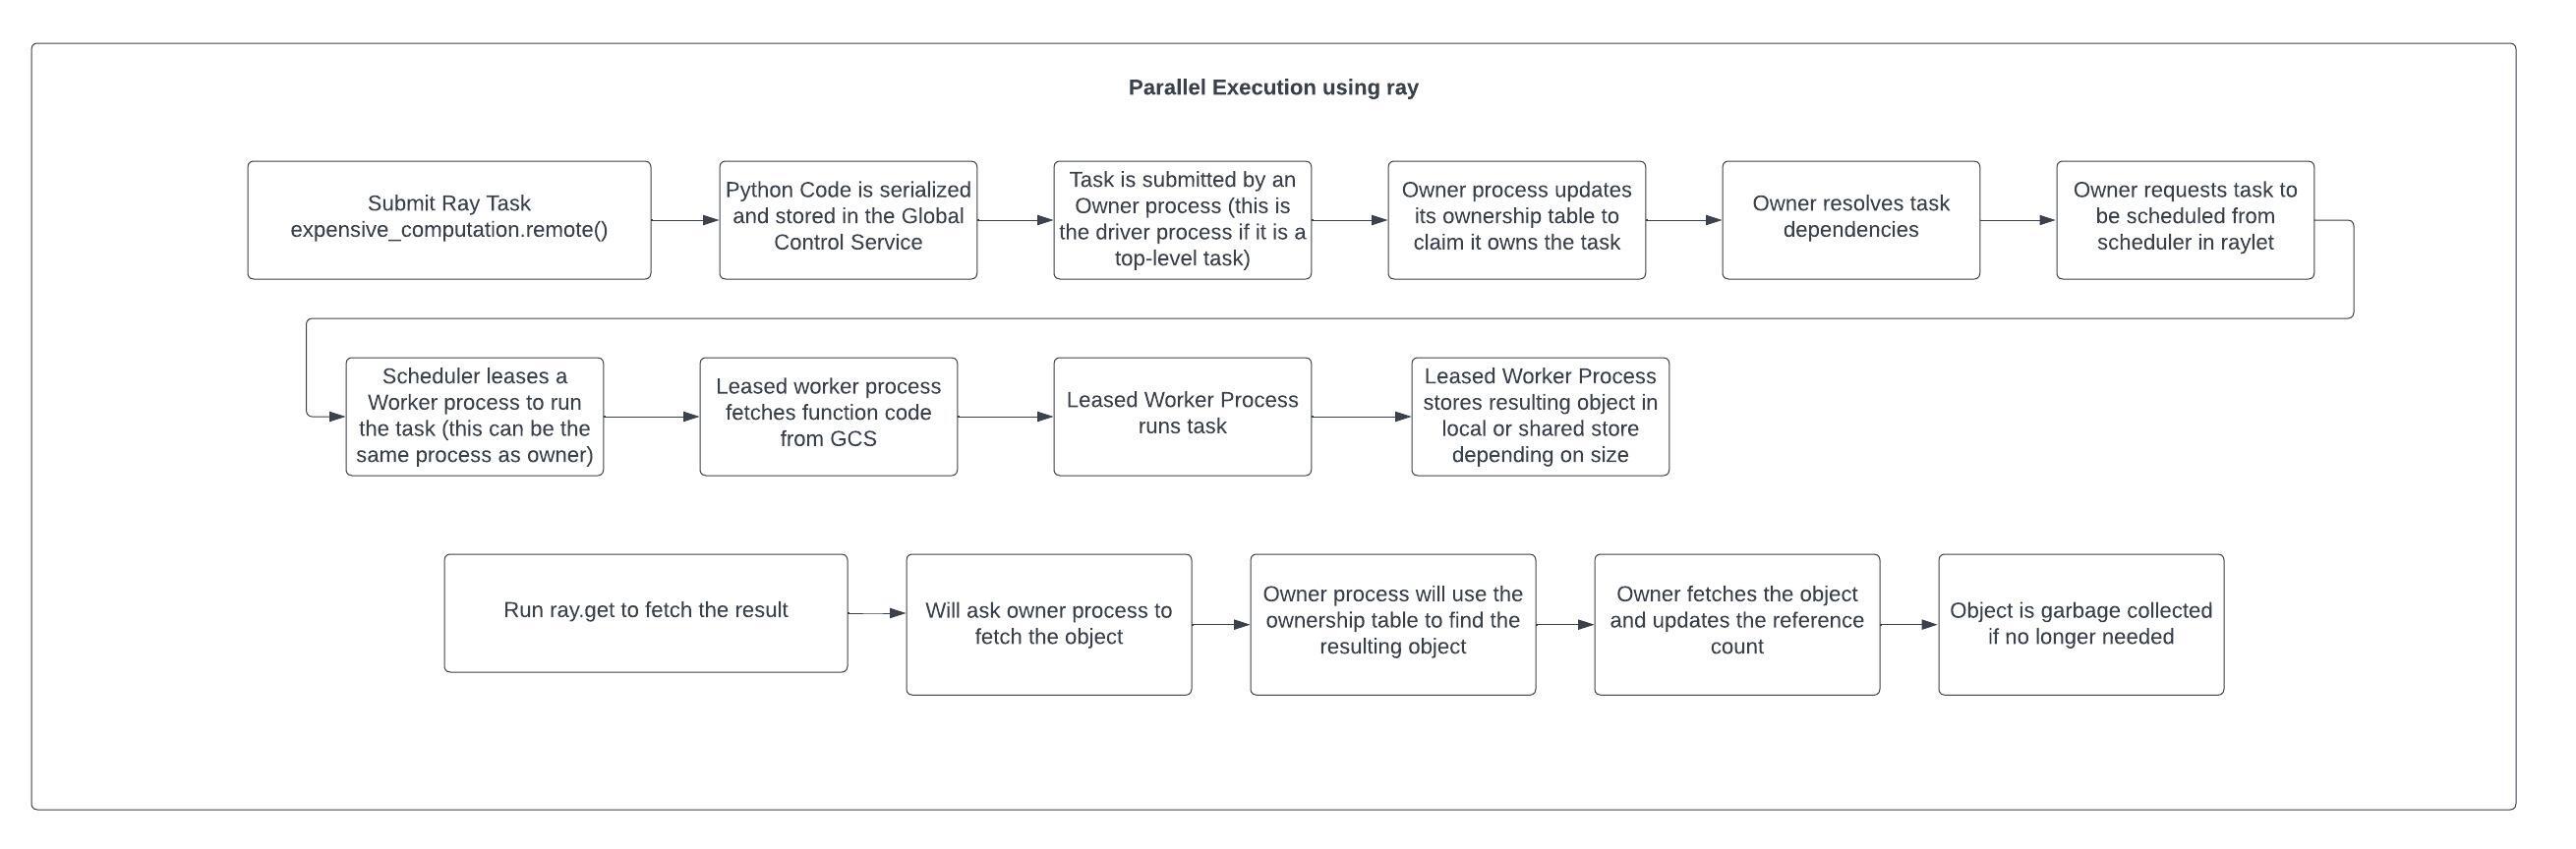 Parallel Execution using ray
Submit Ray Task
expensive_computation.remote()
Python Code is serialized
and stored in the Global
Control Service
Task is submitted by an
Owner process (this is
the driver process if it is a
top-level task)
Owner process updates
its ownership table to
claim it owns the task
Owner resolves task
dependencies
Owner requests task to
be scheduled from
scheduler in raylet
Scheduler leases a
Worker process to run
the task (this can be the
same process as owner)
Leased worker process
fetches function code
from GCS
Leased Worker Process
runs task
Leased Worker Process
stores resulting object in
local or shared store
depending on size
Run ray.get to fetch the result
Will ask owner process to
fetch the object
Owner process will use the
ownership table to find the
resulting object
Owner fetches the object
and updates the reference
count
Object is garbage collected
if no longer needed